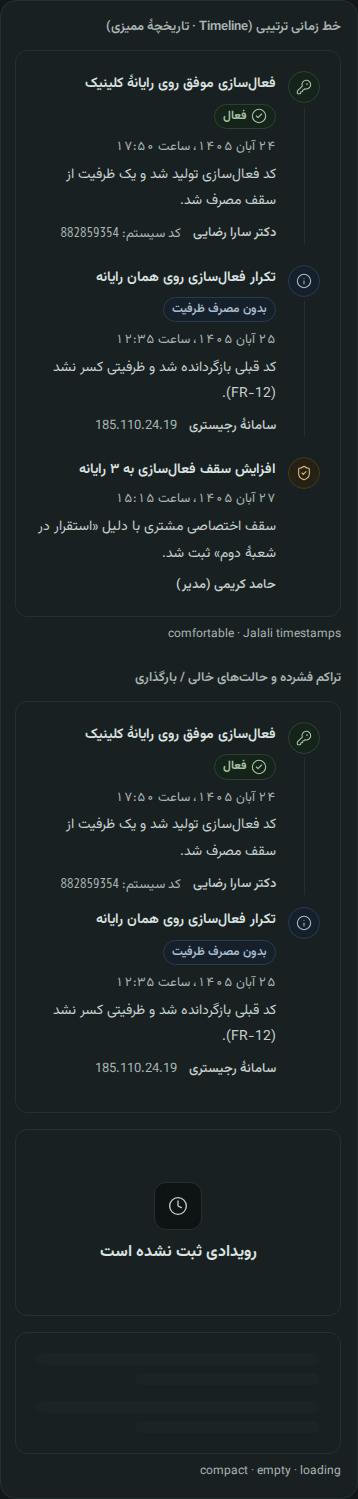 خط زمانی ترتیبی (Timeline · تاریخچهٔ ممیزی)
فعال‌سازی موفق روی رایانهٔ کلینیک
فعال
۲۴ آبان ۱۴۰۵، ساعت ۱۷:۵۰
کد فعال‌سازی تولید شد و یک ظرفیت از
سقف مصرف شد.
دکتر سارا رضایی کد سیستم: 882859354
تکرار فعال‌سازی روی همان رایانه
بدون مصرف ظرفیت
۲۵ آبان ۱۴۰۵، ساعت ۱۲:۳۵
کد قبلی بازگردانده شد و ظرفیتی کسر نشد
(FR-12).
سامانهٔ رجیستری 185.110.24.19
افزایش سقف فعال‌سازی به ۳ رایانه
۲۷ آبان ۱۴۰۵، ساعت ۱۵:۱۵
سقف اختصاصی مشتری با دلیل «استقرار در
شعبهٔ دوم» ثبت شد.
حامد کریمی (مدیر)
comfortable · Jalali timestamps
تراکم فشرده و حالت‌های خالی / بارگذاری
فعال‌سازی موفق روی رایانهٔ کلینیک
فعال
۲۴ آبان ۱۴۰۵، ساعت ۱۷:۵۰
کد فعال‌سازی تولید شد و یک ظرفیت از
سقف مصرف شد.
دکتر سارا رضایی کد سیستم: 882859354
تکرار فعال‌سازی روی همان رایانه
بدون مصرف ظرفیت
۲۵ آبان ۱۴۰۵، ساعت ۱۲:۳۵
کد قبلی بازگردانده شد و ظرفیتی کسر نشد
(FR-12).
سامانهٔ رجیستری 185.110.24.19
رویدادی ثبت نشده است
compact · empty · loading